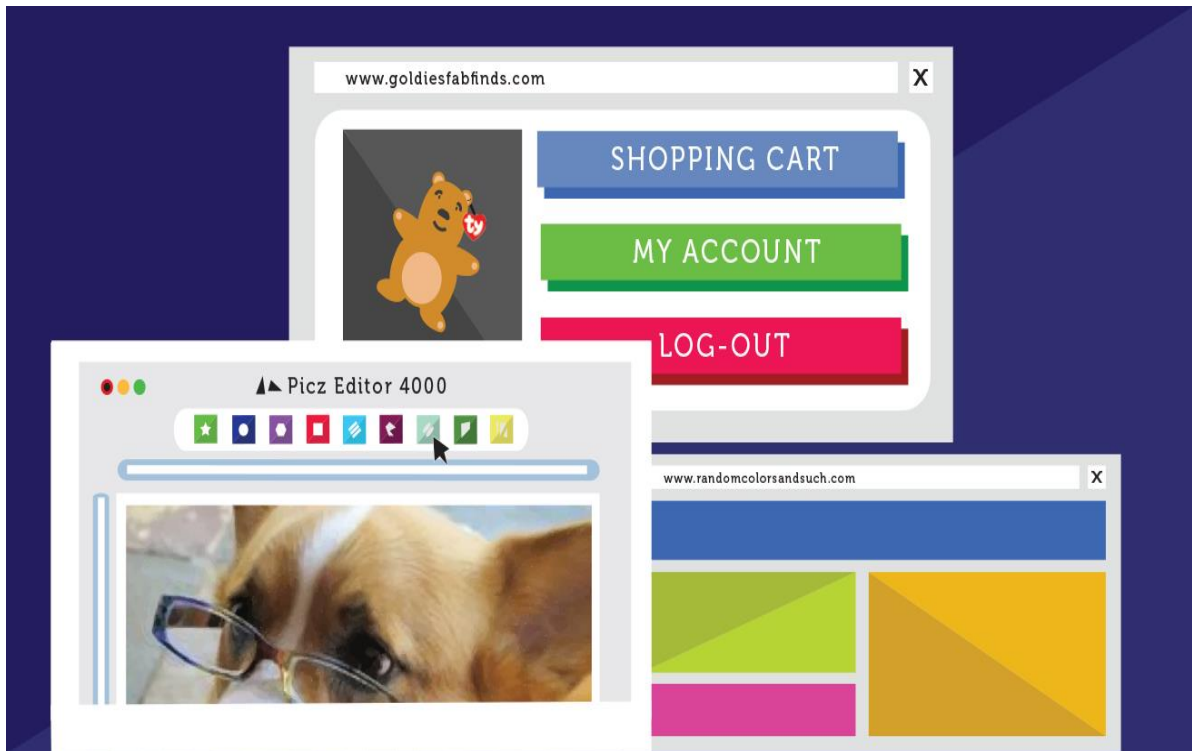 www.goldiesfabfinds.com
X
SHOPPING CART
ty
MY ACCOUNT
LOG-OUT
Picz Editor 4000
www.randomcolorsandsuch.com
X